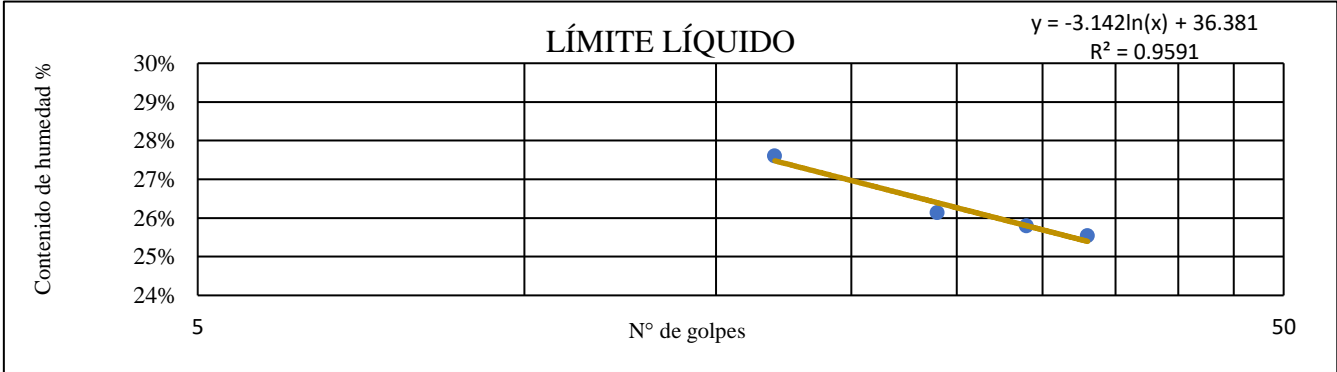 y = -3.142ln(x) + 36.381
R² = 0.9591
LÍMITE LÍQUIDO
Contenido de humedad %
30%
29%
28%
27%
26%
25%
24%
5
50
N° de golpes